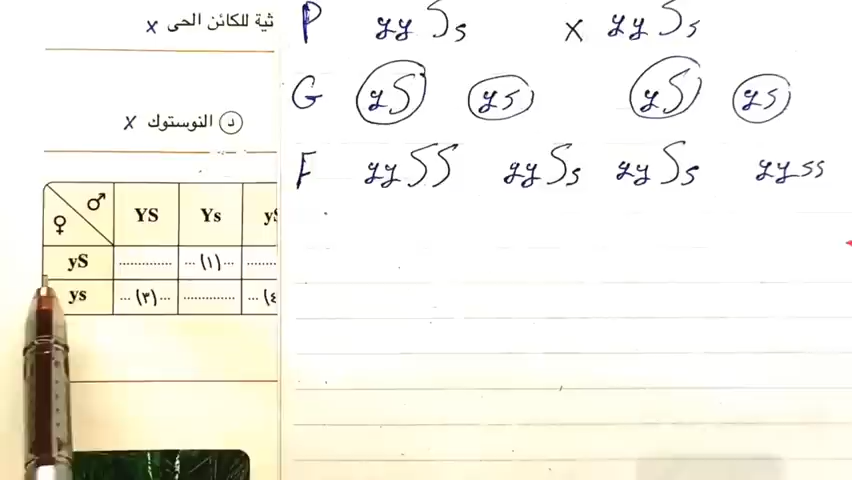 ثية للكائن الحى x
د النوستوك x
♀ ♂ YS Ys
yS ............ ...(١)... ........
ys ...(٣)... ............ ...(٤
P yySs x yySs
G yS ys yS ys
F yySS yySs yySs yyss